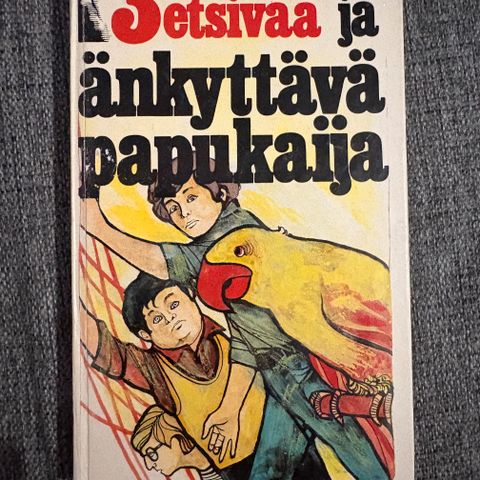 3 etsivää ja
änkyttävä
papukaija